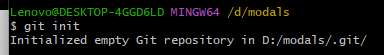 Lenovo@DESKTOP-4GGD6LD MINGW64 /d/modals
$ git init
Initialized empty Git repository in D:/modals/.git/